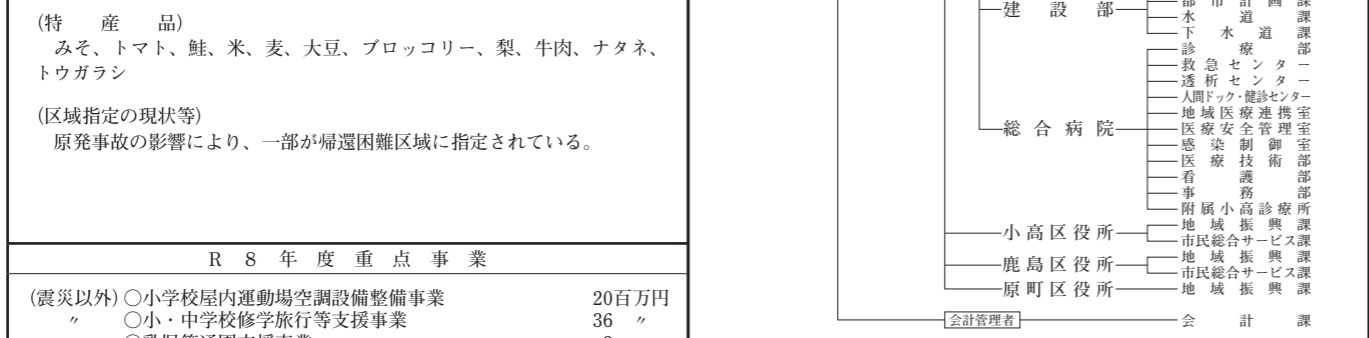 (特産品)
みそ、トマト、鮭、米、麦、大豆、ブロッコリー、梨、牛肉、ナタネ、
トウガラシ
(区域指定の現状等)
原発事故の影響により、一部が帰還困難区域に指定されている。
R8年度重点事業
(震災以外)○小学校屋内運動場空調設備整備事業 20百万円
〃 ○小・中学校修学旅行等支援事業 36 〃
建設部
都市計画課
水道課
下水道課
総合病院
診療部
救急センター
透析センター
人間ドック・健診センター
地域医療連携室
医療安全管理室
感染制御室
医療技術部
看護部
事務部
附属小高診療所
小高区役所
地域振興課
市民総合サービス課
鹿島区役所
地域振興課
市民総合サービス課
原町区役所
地域振興課
会計管理者
会計課